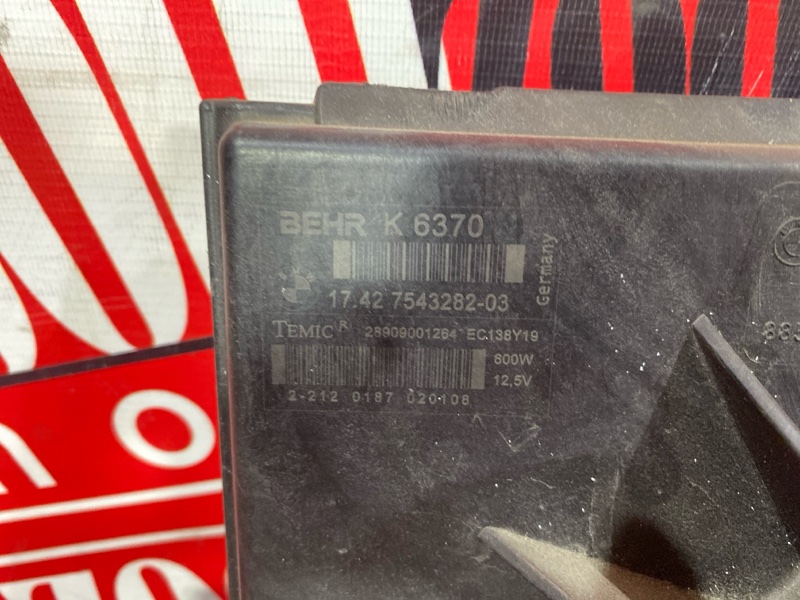 BEHR K 6370
Germany
17.42 7543282-03
TEMIC R 28909001264 EC138Y19
600W
12,5V
2-212 0187 020108